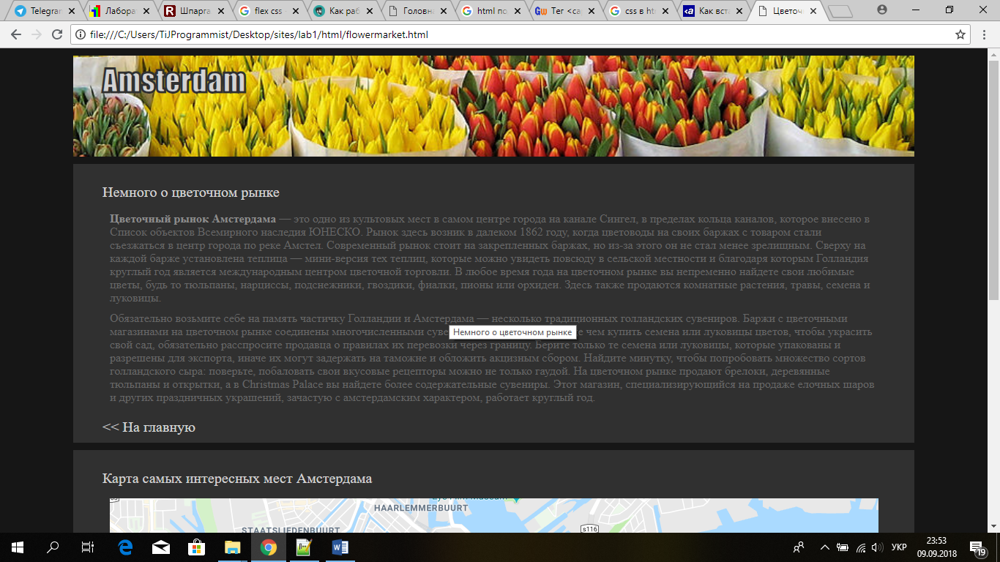 Telegram
Лабора
Шпарга
flex css
Как раб
Головна
html по
Тег <cap
css в htm
Как вста
Цветоч
file:///C:/Users/TiJProgrammist/Desktop/sites/lab1/html/flowermarket.html
Amsterdam
Немного о цветочном рынке
Цветочный рынок Амстердама — это одно из культовых мест в самом центре города на канале Сингел, в пределах кольца каналов, которое внесено в
Список объектов Всемирного наследия ЮНЕСКО. Рынок здесь возник в далеком 1862 году, когда цветоводы на своих баржах с товаром стали
съезжаться в центр города по реке Амстел. Современный рынок стоит на закрепленных баржах, но из-за этого он не стал менее зрелищным. Сверху на
каждой барже установлена теплица — мини-версия тех теплиц, которые можно увидеть повсюду в сельской местности и благодаря которым Голландия
круглый год является международным центром цветочной торговли. В любое время года на цветочном рынке вы непременно найдете свои любимые
цветы, будь то тюльпаны, нарциссы, подснежники, гвоздики, фиалки, пионы или орхидеи. Здесь также продаются комнатные растения, травы, семена и
луковицы.
Обязательно возьмите себе на память частичку Голландии и Амстердама — несколько традиционных голландских сувениров. Баржи с цветочными
магазинами на цветочном рынке соединены многочисленными суве Немного о цветочном рынке е чем купить семена или луковицы цветов, чтобы украсить
свой сад, обязательно расспросите продавца о правилах их перевозки через границу. Берите только те семена или луковицы, которые упакованы и
разрешены для экспорта, иначе их могут задержать на таможне и обложить акцизным сбором. Найдите минутку, чтобы попробовать множество сортов
голландского сыра: поверьте, побаловать свои вкусовые рецепторы можно не только гаудой. На цветочном рынке продают брелоки, деревянные
тюльпаны и открытки, а в Christmas Palace вы найдете более содержательные сувениры. Этот магазин, специализирующийся на продаже елочных шаров
и других праздничных украшений, зачастую с амстердамским характером, работает круглый год.
<< На главную
Карта самых интересных мест Амстердама
HAARLEMMERBUURT
s116
STAATSLIEDENBUURT
УКР
23:53
09.09.2018
19